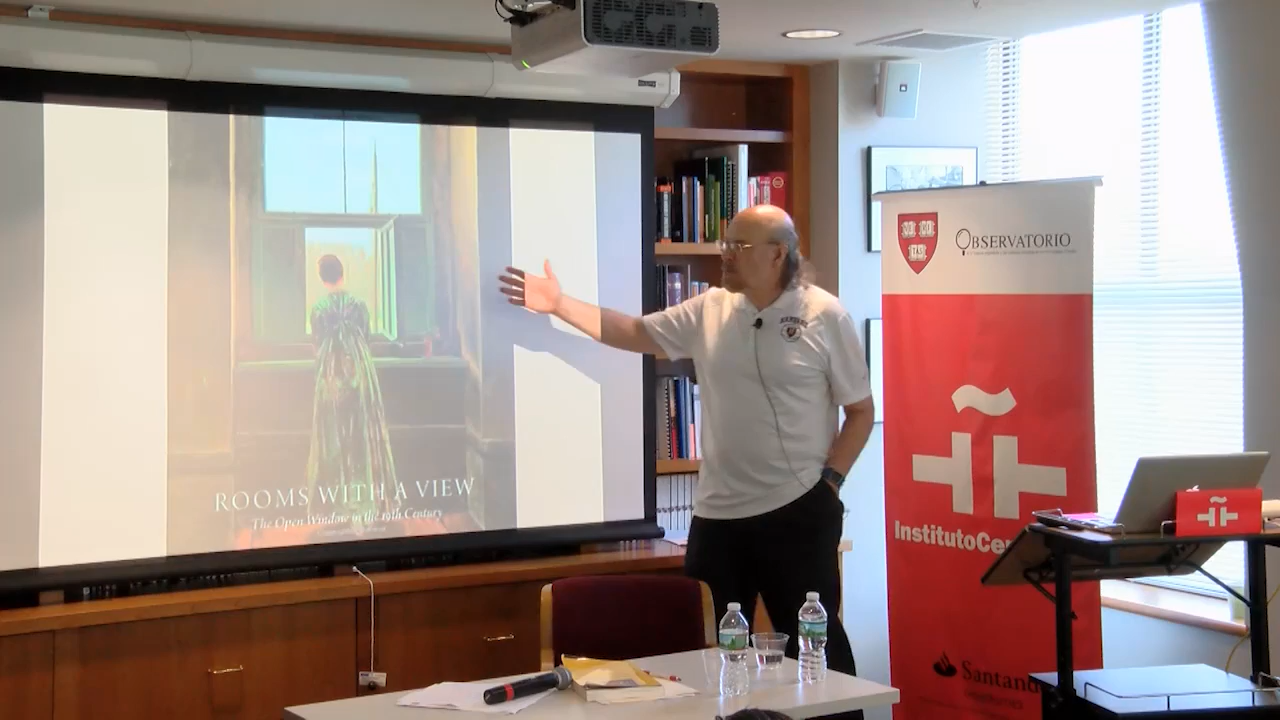 ROOMS WITH A VIEW
The Open Window in the 19th Century
OBSERVATORIO
InstitutoCer
Santand